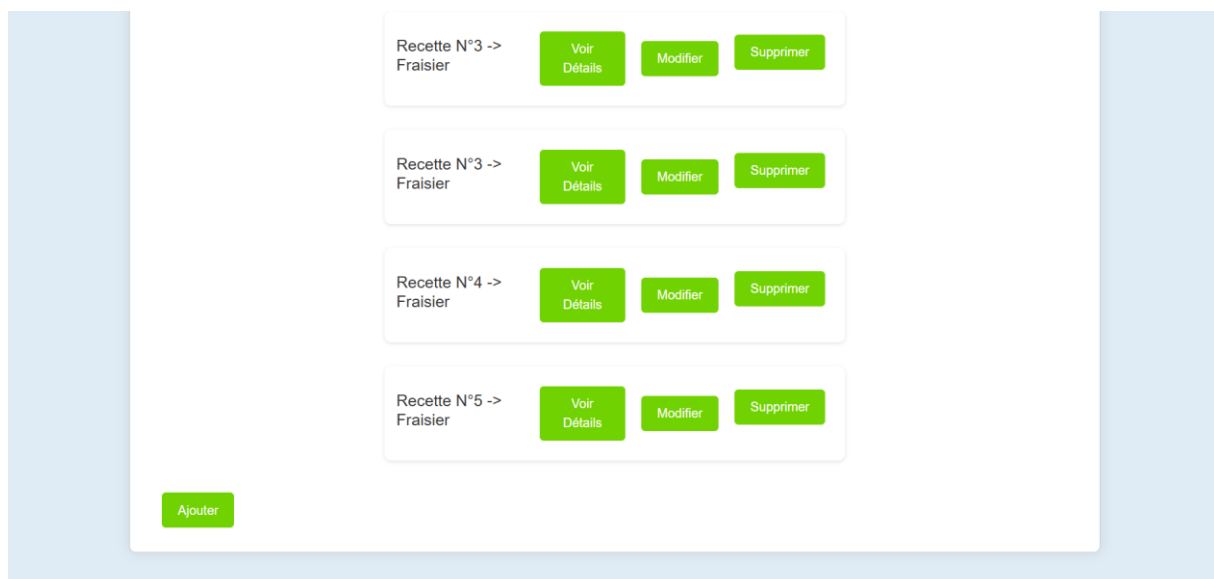 Recette N°3 ->
Fraisier
Voir
Détails
Modifier
Supprimer
Recette N°3 ->
Fraisier
Voir
Détails
Modifier
Supprimer
Recette N°4 ->
Fraisier
Voir
Détails
Modifier
Supprimer
Recette N°5 ->
Fraisier
Voir
Détails
Modifier
Supprimer
Ajouter